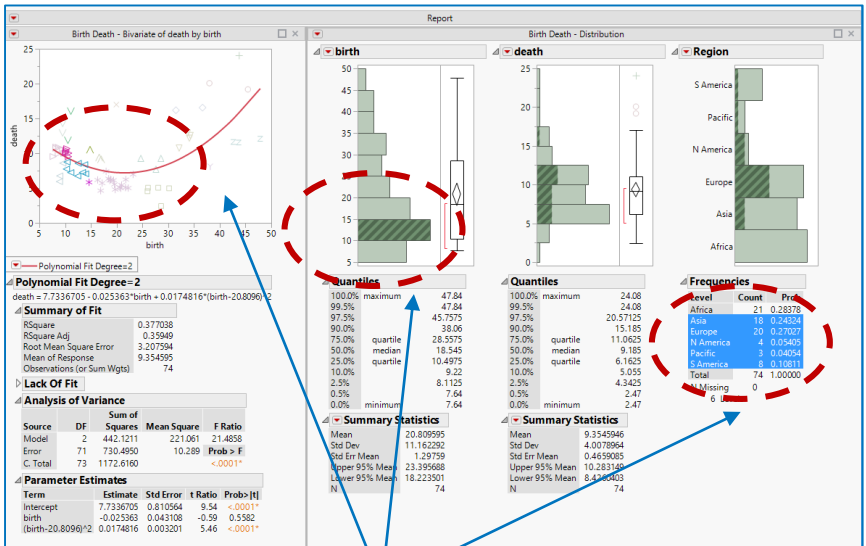 Report
Birth Death - Bivariate of death by birth
25
20
15
10
5
0
death
5 10 15 20 25 30 35 40 45 50
birth
Polynomial Fit Degree=2
Polynomial Fit Degree=2
death = 7.7336705 - 0.025363*birth + 0.0174816*(birth-20.8096)^2
Summary of Fit
RSquare 0.377038
RSquare Adj 0.35949
Root Mean Square Error 3.207594
Mean of Response 9.354595
Observations (or Sum Wgts) 74
Lack Of Fit
Analysis of Variance
Sum of
Source DF Squares Mean Square F Ratio
Model 2 442.1211 221.061 21.4858
Error 71 730.4950 10.289 Prob > F
C. Total 73 1172.6160 <.0001*
Parameter Estimates
Term Estimate Std Error t Ratio Prob>|t|
Intercept 7.7336705 0.810564 9.54 <.0001*
birth -0.025363 0.043108 -0.59 0.5582
(birth-20.8096)^2 0.0174816 0.003201 5.46 <.0001*
Birth Death - Distribution
birth
50
45
40
35
30
25
20
15
10
5
Quantiles
100.0% maximum 47.84
99.5% 47.84
97.5% 45.7575
90.0% 38.06
75.0% quartile 28.5575
50.0% median 18.545
25.0% quartile 10.4975
10.0% 9.22
2.5% 8.1125
0.5% 7.64
0.0% minimum 7.64
Summary Statistics
Mean 20.809595
Std Dev 11.162292
Std Err Mean 1.29759
Upper 95% Mean 23.395688
Lower 95% Mean 18.223501
N 74
death
25
20
15
10
5
0
Quantiles
100.0% maximum 24.08
99.5% 24.08
97.5% 20.57125
90.0% 15.185
75.0% quartile 11.0625
50.0% median 9.185
25.0% quartile 6.1625
10.0% 5.055
2.5% 4.3425
0.5% 2.47
0.0% minimum 2.47
Summary Statistics
Mean 9.3545946
Std Dev 4.0078964
Std Err Mean 0.4659085
Upper 95% Mean 10.283149
Lower 95% Mean 8.4260403
N 74
Region
S America
Pacific
N America
Europe
Asia
Africa
Frequencies
Level Count Prob
Africa 21 0.28378
Asia 18 0.24324
Europe 20 0.27027
N America 4 0.05405
Pacific 3 0.04054
S America 8 0.10811
Total 74 1.00000
N Missing 0
6